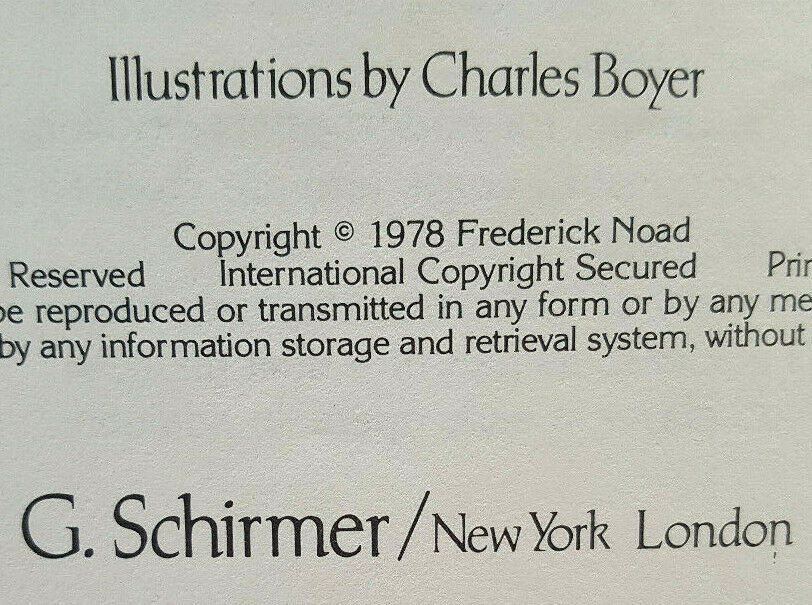 Illustrations by Charles Boyer
Copyright © 1978 Frederick Noad
Reserved International Copyright Secured
be reproduced or transmitted in any form or by any
by any information storage and retrieval system, without
G. Schirmer / New York London